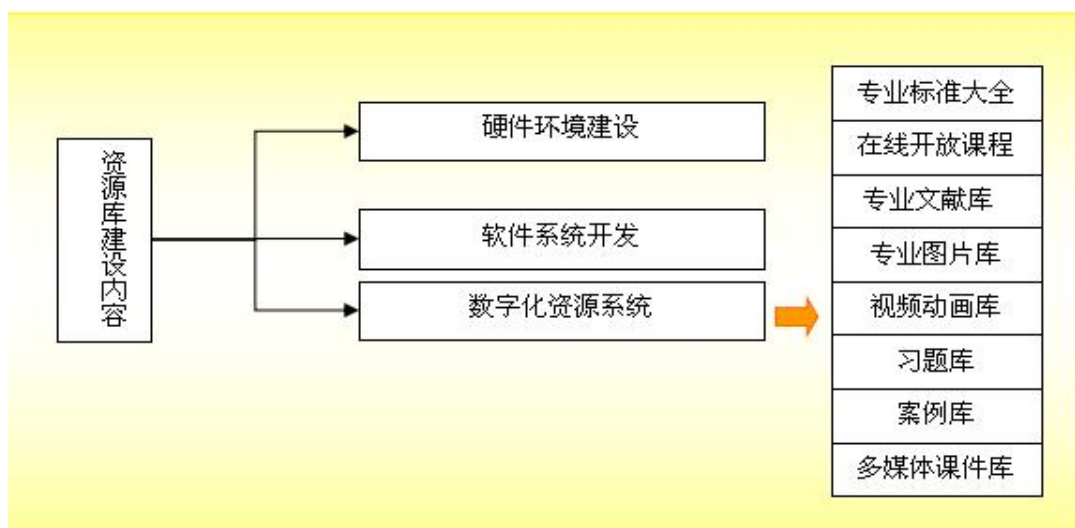 资源库建设内容
硬件环境建设
软件系统开发
数字化资源系统
专业标准大全
在线开放课程
专业文献库
专业图片库
视频动画库
习题库
案例库
多媒体课件库